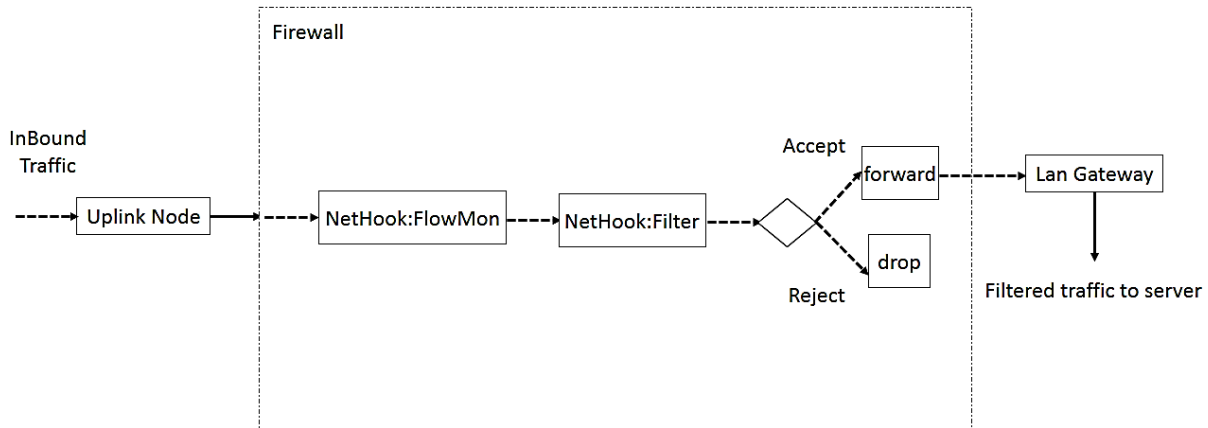 Firewall
InBound
Traffic
Uplink Node
NetHook:FlowMon
NetHook:Filter
Accept
forward
Reject
drop
Lan Gateway
Filtered traffic to server